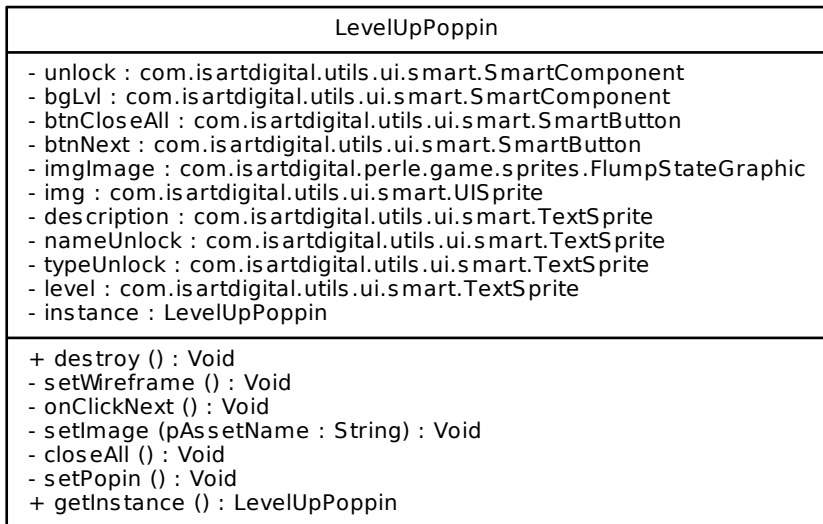 LevelUpPoppin
- unlock : com.isartdigital.utils.ui.smart.SmartComponent
- bgLvl : com.isartdigital.utils.ui.smart.SmartComponent
- btnCloseAll : com.isartdigital.utils.ui.smart.SmartButton
- btnNext : com.isartdigital.utils.ui.smart.SmartButton
- imgImage : com.isartdigital.perle.game.sprites.FlumpStateGraphic
- img : com.isartdigital.utils.ui.smart.UISprite
- description : com.isartdigital.utils.ui.smart.TextSprite
- nameUnlock : com.isartdigital.utils.ui.smart.TextSprite
- typeUnlock : com.isartdigital.utils.ui.smart.TextSprite
- level : com.isartdigital.utils.ui.smart.TextSprite
- instance : LevelUpPoppin
+ destroy () : Void
- setWireframe () : Void
- onClickNext () : Void
- setImage (pAssetName : String) : Void
- closeAll () : Void
- setPopin () : Void
+ getInstance () : LevelUpPoppin